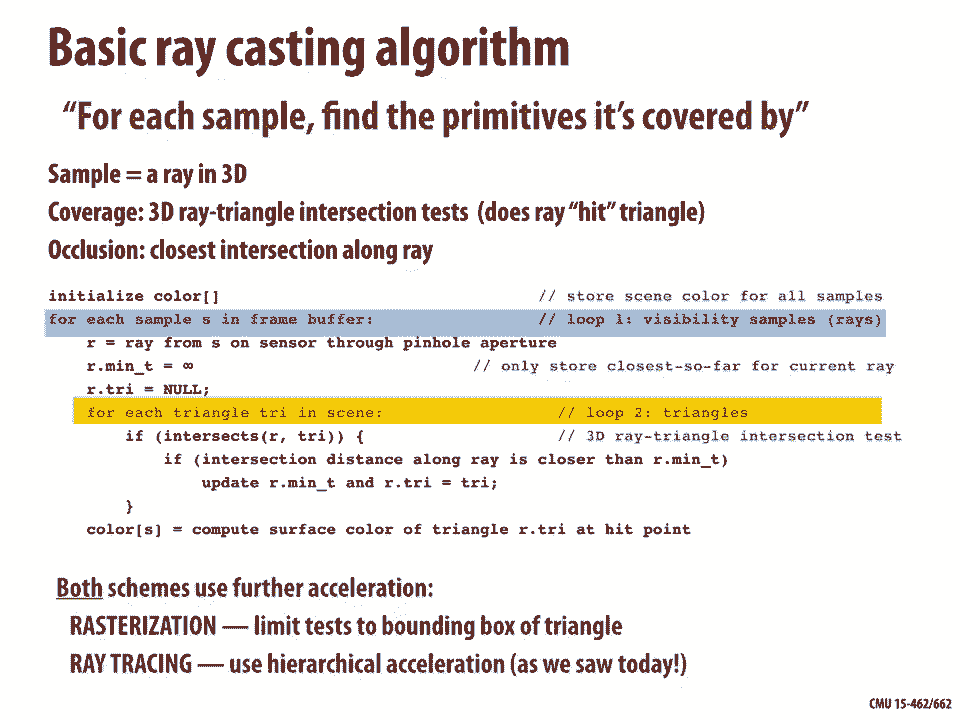 Basic ray casting algorithm
“For each sample, find the primitives it’s covered by”
Sample = a ray in 3D
Coverage: 3D ray-triangle intersection tests (does ray “hit” triangle)
Occlusion: closest intersection along ray
initialize color[] // store scene color for all samples
for each sample s in frame buffer: // loop 1: visibility samples (rays)
r = ray from s on sensor through pinhole aperture
r.min_t = ∞ // only store closest-so-far for current ray
r.tri = NULL;
for each triangle tri in scene: // loop 2: triangles
if (intersects(r, tri)) { // 3D ray-triangle intersection test
if (intersection distance along ray is closer than r.min_t)
update r.min_t and r.tri = tri;
}
color[s] = compute surface color of triangle r.tri at hit point
Both schemes use further acceleration:
RASTERIZATION — limit tests to bounding box of triangle
RAY TRACING — use hierarchical acceleration (as we saw today!)
CMU 15-462/662